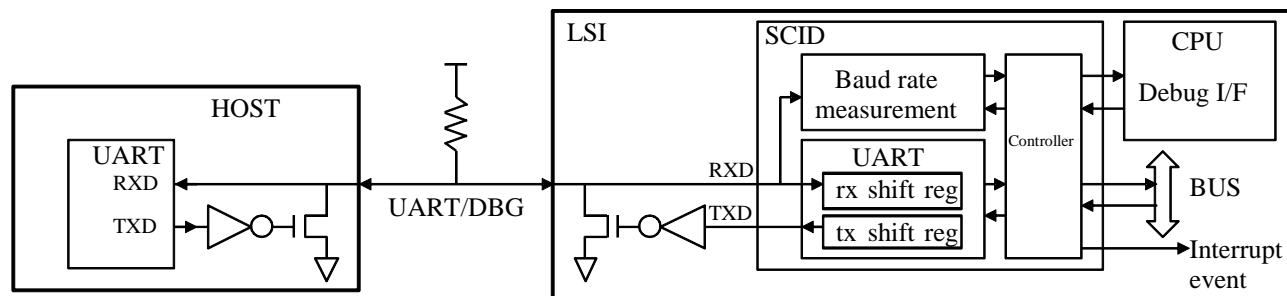 LSI
SCID
CPU
Debug I/F
Baud rate
measurement
Controller
HOST
UART
RXD
TXD
UART/DBG
RXD
TXD
UART
rx shift reg
tx shift reg
BUS
Interrupt
event